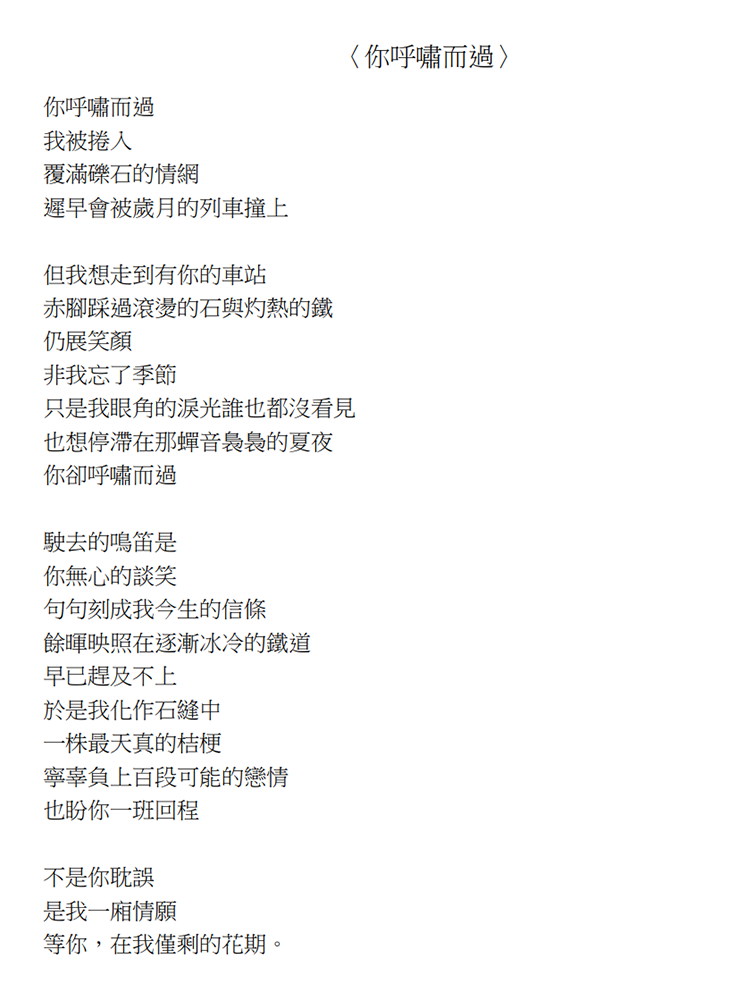 〈你呼嘯而過〉
你呼嘯而過
我被捲入
覆滿礫石的情網
遲早會被歲月的列車撞上
但我想走到有你的車站
赤腳踩過滾燙的石與灼熱的鐵
仍展笑顏
非我忘了季節
只是我眼角的淚光誰也都沒看見
也想停滯在那蟬音裊裊的夏夜
你卻呼嘯而過
駛去的鳴笛是
你無心的談笑
句句刻成我今生的信條
餘暉映照在逐漸冰冷的鐵道
早已趕及不上
於是我化作石縫中
一株最天真的桔梗
寧辜負上百段可能的戀情
也盼你一班回程
不是你耽誤
是我一廂情願
等你，在我僅剩的花期。